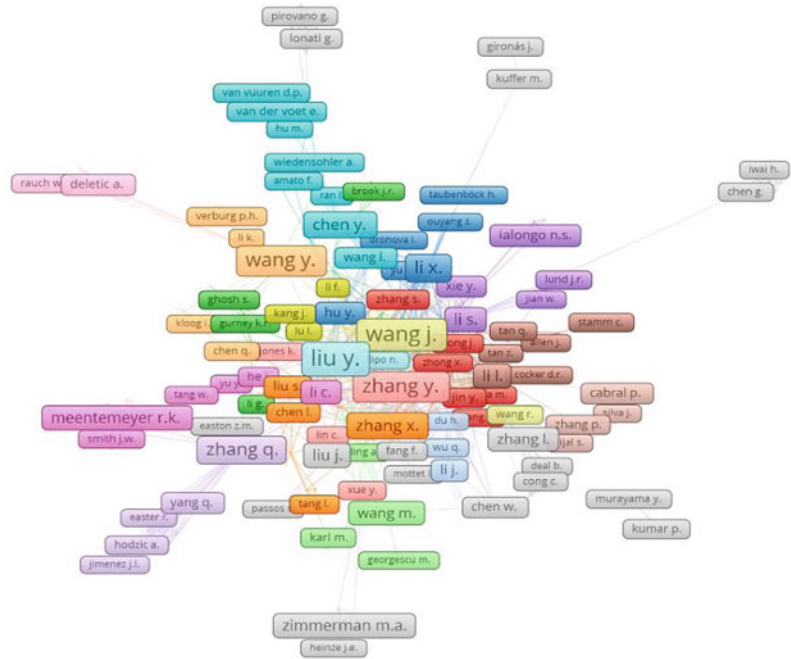 pirovano g.
lonati g.
gironás j.
kuffer m.
van vuuren d.p.
van der voet e.
hu m.
wiedensohler a.
iwai h.
amato f.
rauch w
deletic a.
brook j.r.
taubenböck h.
chen g.
verburg p.h.
chen y.
ouyang z.
li k.
dronova i.
ialongo n.s.
wang y.
wang l.
li x.
yu
xie y.
lund j.r.
li f.
jian w.
ghosh s.
zhang s.
kang j.
hu y.
li s.
kloog i.
gurney k.r
lu l.
wang j.
tan q.
stamm c.
allen j.
chen q.
jones k.
liu y.
lipo n.
zhong x.
tan z.
he j
li l.
cocker d.r.
yu y
liu s.
li c.
zhang y.
tang w.
jin y.
cabral p.
li g.
chen l.
wang r.
silva j.
meentemeyer r.k.
easton z.m.
zhang x.
du h.
zhang p.
smith j.w.
lin c.
zhang l.
zhang q.
liu j.
fang f.
wu q.
mottet
li j.
deal b.
cong c.
xue y.
yang q.
passos s
tang l.
wang m.
chen w.
murayama y.
easter r.
kumar p.
karl m.
hodzic a.
georgescu m.
jimenez j.l.
zimmerman m.a.
heinze j.e.